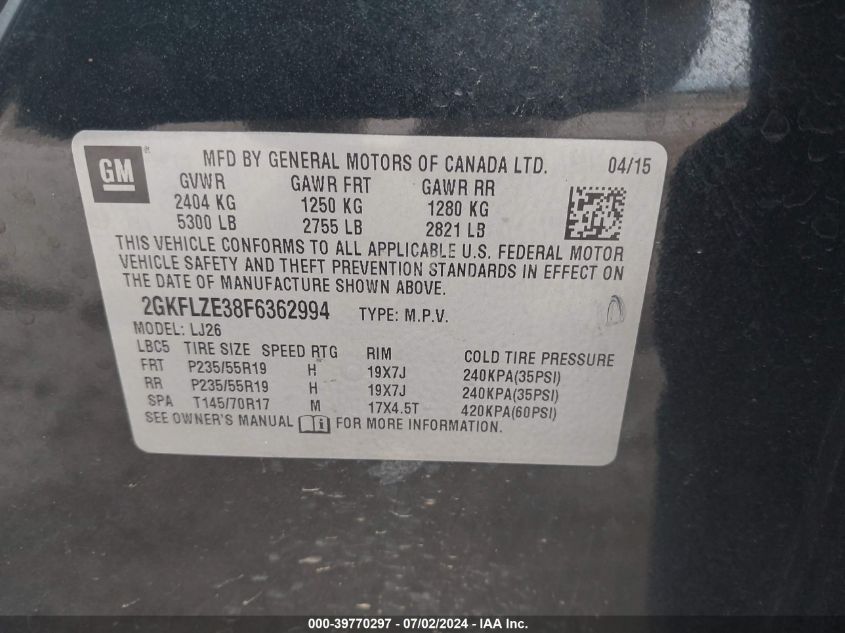 GM ® MFD BY GENERAL MOTORS OF CANADA LTD. 04/15
GVWR GAWR FRT GAWR RR
2404 KG 1250 KG 1280 KG
5300 LB 2755 LB 2821 LB
THIS VEHICLE CONFORMS TO ALL APPLICABLE U.S. FEDERAL MOTOR
VEHICLE SAFETY AND THEFT PREVENTION STANDARDS IN EFFECT ON
THE DATE OF MANUFACTURE SHOWN ABOVE.
2GKFLZE38F6362994 TYPE: M.P.V.
MODEL: LJ26
LBC5 TIRE SIZE SPEED RTG RIM COLD TIRE PRESSURE
FRT P235/55R19 H 19X7J 240KPA(35PSI)
RR P235/55R19 H 19X7J 240KPA(35PSI)
SPA T145/70R17 M 17X4.5T 420KPA(60PSI)
SEE OWNER'S MANUAL FOR MORE INFORMATION.
000-39770297 - 07/02/2024 - IAA Inc.